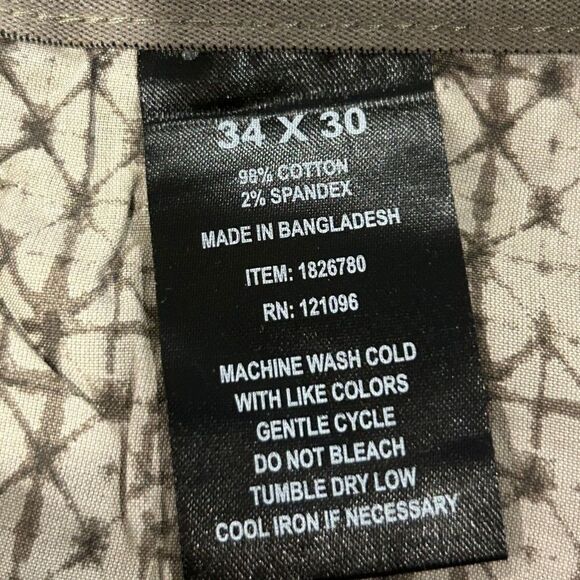 34 X 30
98% COTTON
2% SPANDEX
MADE IN BANGLADESH
ITEM: 1826780
RN: 121096
MACHINE WASH COLD
WITH LIKE COLORS
GENTLE CYCLE
DO NOT BLEACH
TUMBLE DRY LOW
COOL IRON IF NECESSARY